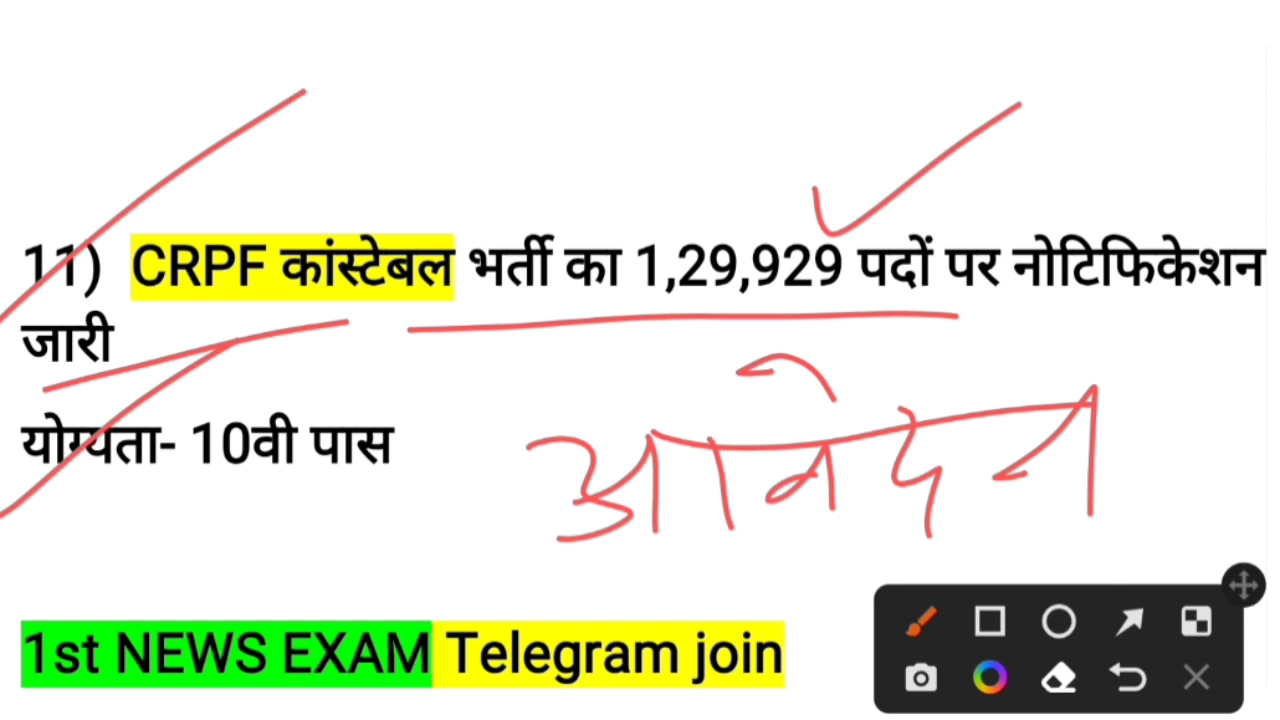 11) CRPF कांस्टेबल भर्ती का 1,29,929 पदों पर नोटिफिकेशन
जारी
योग्यता- 10वी पास
आवेदन
1st NEWS EXAM Telegram join